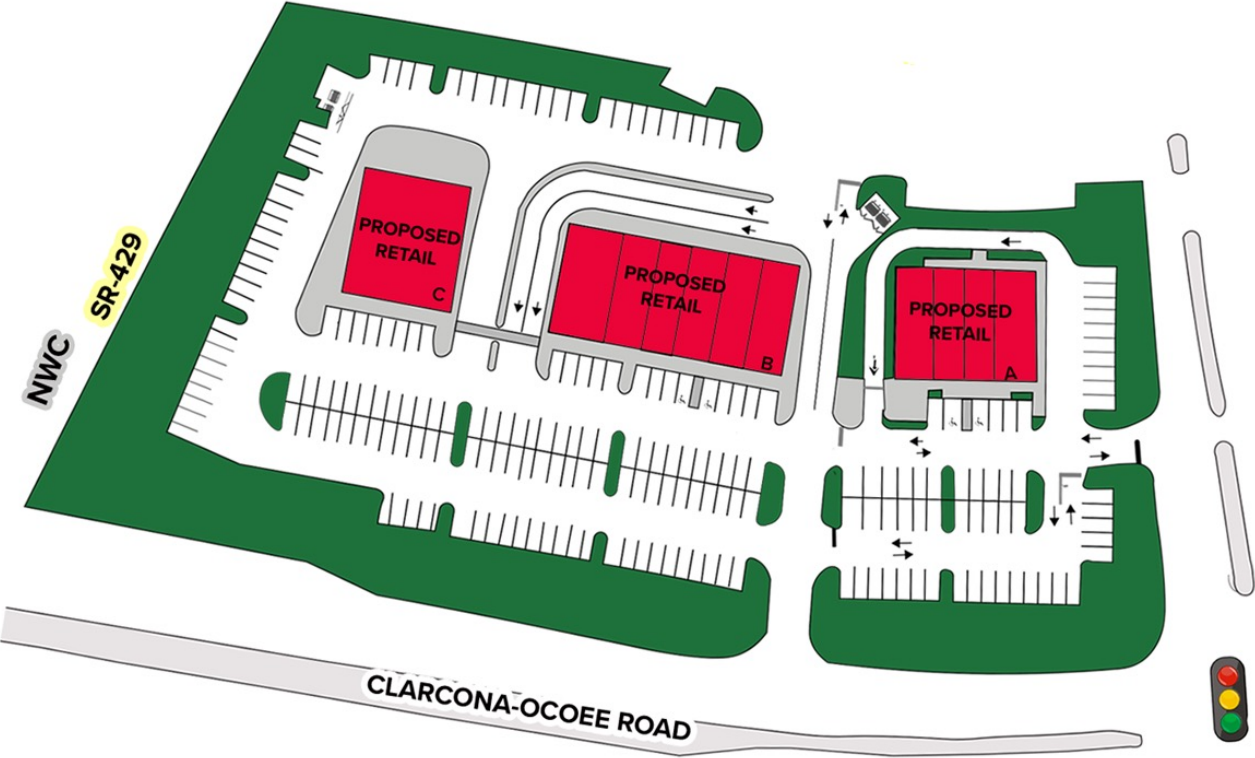 PROPOSED
RETAIL
C
PROPOSED
RETAIL
B
PROPOSED
RETAIL
A
SR-429
NWC
CLARCONA-OCOEE ROAD